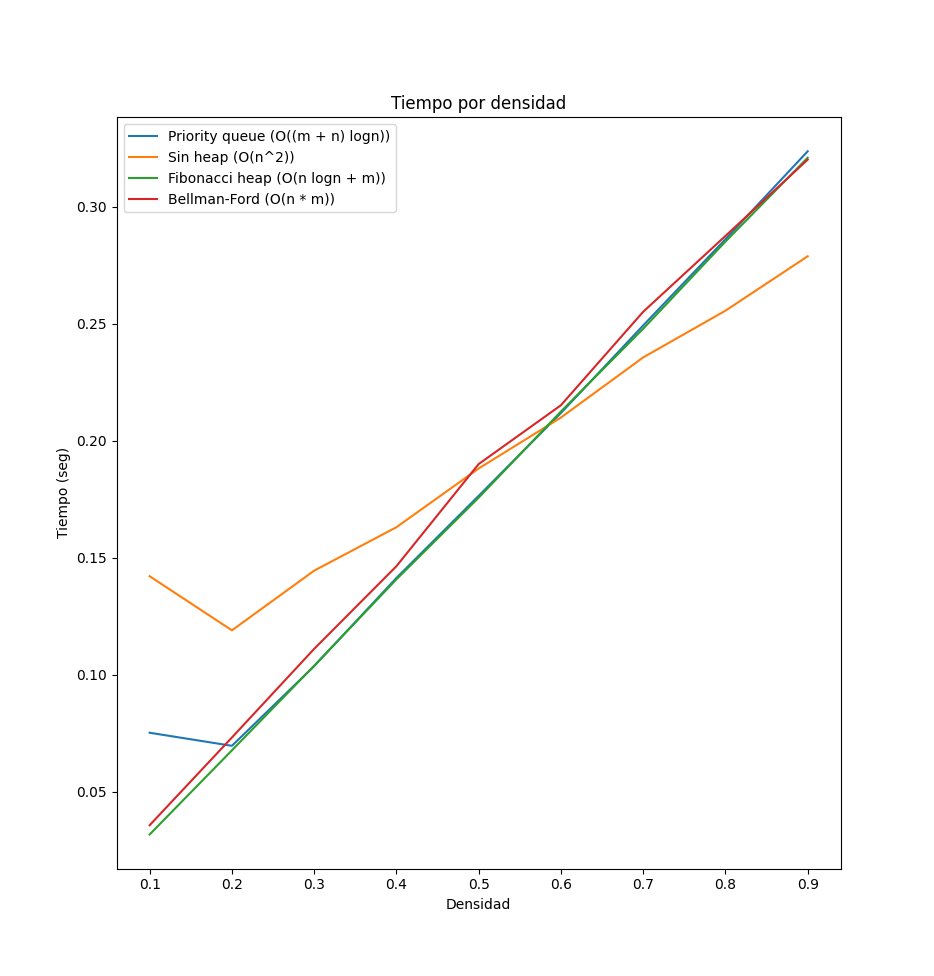 Tiempo por densidad
Priority queue (O((m + n) logn))
Sin heap (O(n^2))
Fibonacci heap (O(n logn + m))
Bellman-Ford (O(n * m))
0.30
0.25
0.20
0.15
0.10
0.05
Tiempo (seg)
0.1 0.2 0.3 0.4 0.5 0.6 0.7 0.8 0.9
Densidad